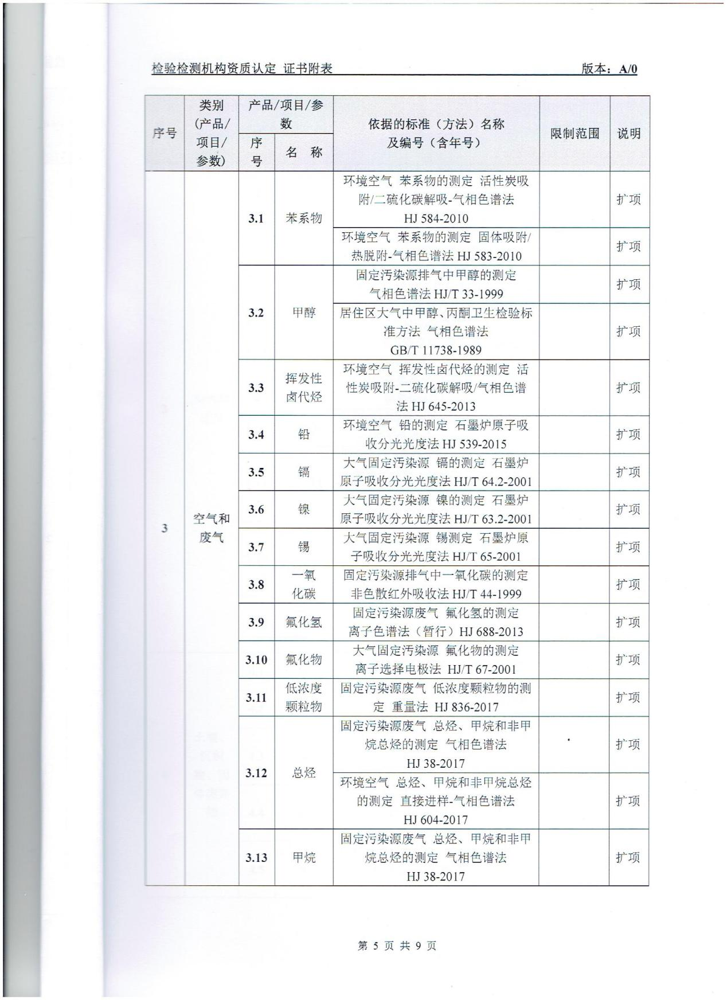 检验检测机构资质认定 证书附表 版本：A/0
序号
类别
(产品/
项目/
参数)
产品/项目/参
数
序
号
名 称
依据的标准（方法）名称
及编号（含年号）
限制范围
说明
3
空气和
废气
3.1
苯系物
环境空气 苯系物的测定 活性炭吸
附/二硫化碳解吸-气相色谱法
HJ 584-2010
扩项
环境空气 苯系物的测定 固体吸附/
热脱附-气相色谱法 HJ 583-2010
扩项
3.2
甲醇
固定污染源排气中甲醇的测定
气相色谱法 HJ/T 33-1999
扩项
居住区大气中甲醇、丙酮卫生检验标
准方法 气相色谱法
GB/T 11738-1989
扩项
3.3
挥发性
卤代烃
环境空气 挥发性卤代烃的测定 活
性炭吸附-二硫化碳解吸/气相色谱
法 HJ 645-2013
扩项
3.4
铅
环境空气 铅的测定 石墨炉原子吸
收分光光度法 HJ 539-2015
扩项
3.5
镉
大气固定污染源 镉的测定 石墨炉
原子吸收分光光度法 HJ/T 64.2-2001
扩项
3.6
镍
大气固定污染源 镍的测定 石墨炉
原子吸收分光光度法 HJ/T 63.2-2001
扩项
3.7
锡
大气固定污染源 锡测定 石墨炉原
子吸收分光光度法 HJ/T 65-2001
扩项
3.8
一氧
化碳
固定污染源排气中一氧化碳的测定
非色散红外吸收法 HJ/T 44-1999
扩项
3.9
氟化氢
固定污染源废气 氟化氢的测定
离子色谱法（暂行）HJ 688-2013
扩项
3.10
氟化物
大气固定污染源 氟化物的测定
离子选择电极法 HJ/T 67-2001
扩项
3.11
低浓度
颗粒物
固定污染源废气 低浓度颗粒物的测
定 重量法 HJ 836-2017
扩项
3.12
总烃
固定污染源废气 总烃、甲烷和非甲
烷总烃的测定 气相色谱法
HJ 38-2017
扩项
环境空气 总烃、甲烷和非甲烷总烃
的测定 直接进样-气相色谱法
HJ 604-2017
扩项
3.13
甲烷
固定污染源废气 总烃、甲烷和非甲
烷总烃的测定 气相色谱法
HJ 38-2017
扩项
第 5 页 共 9 页